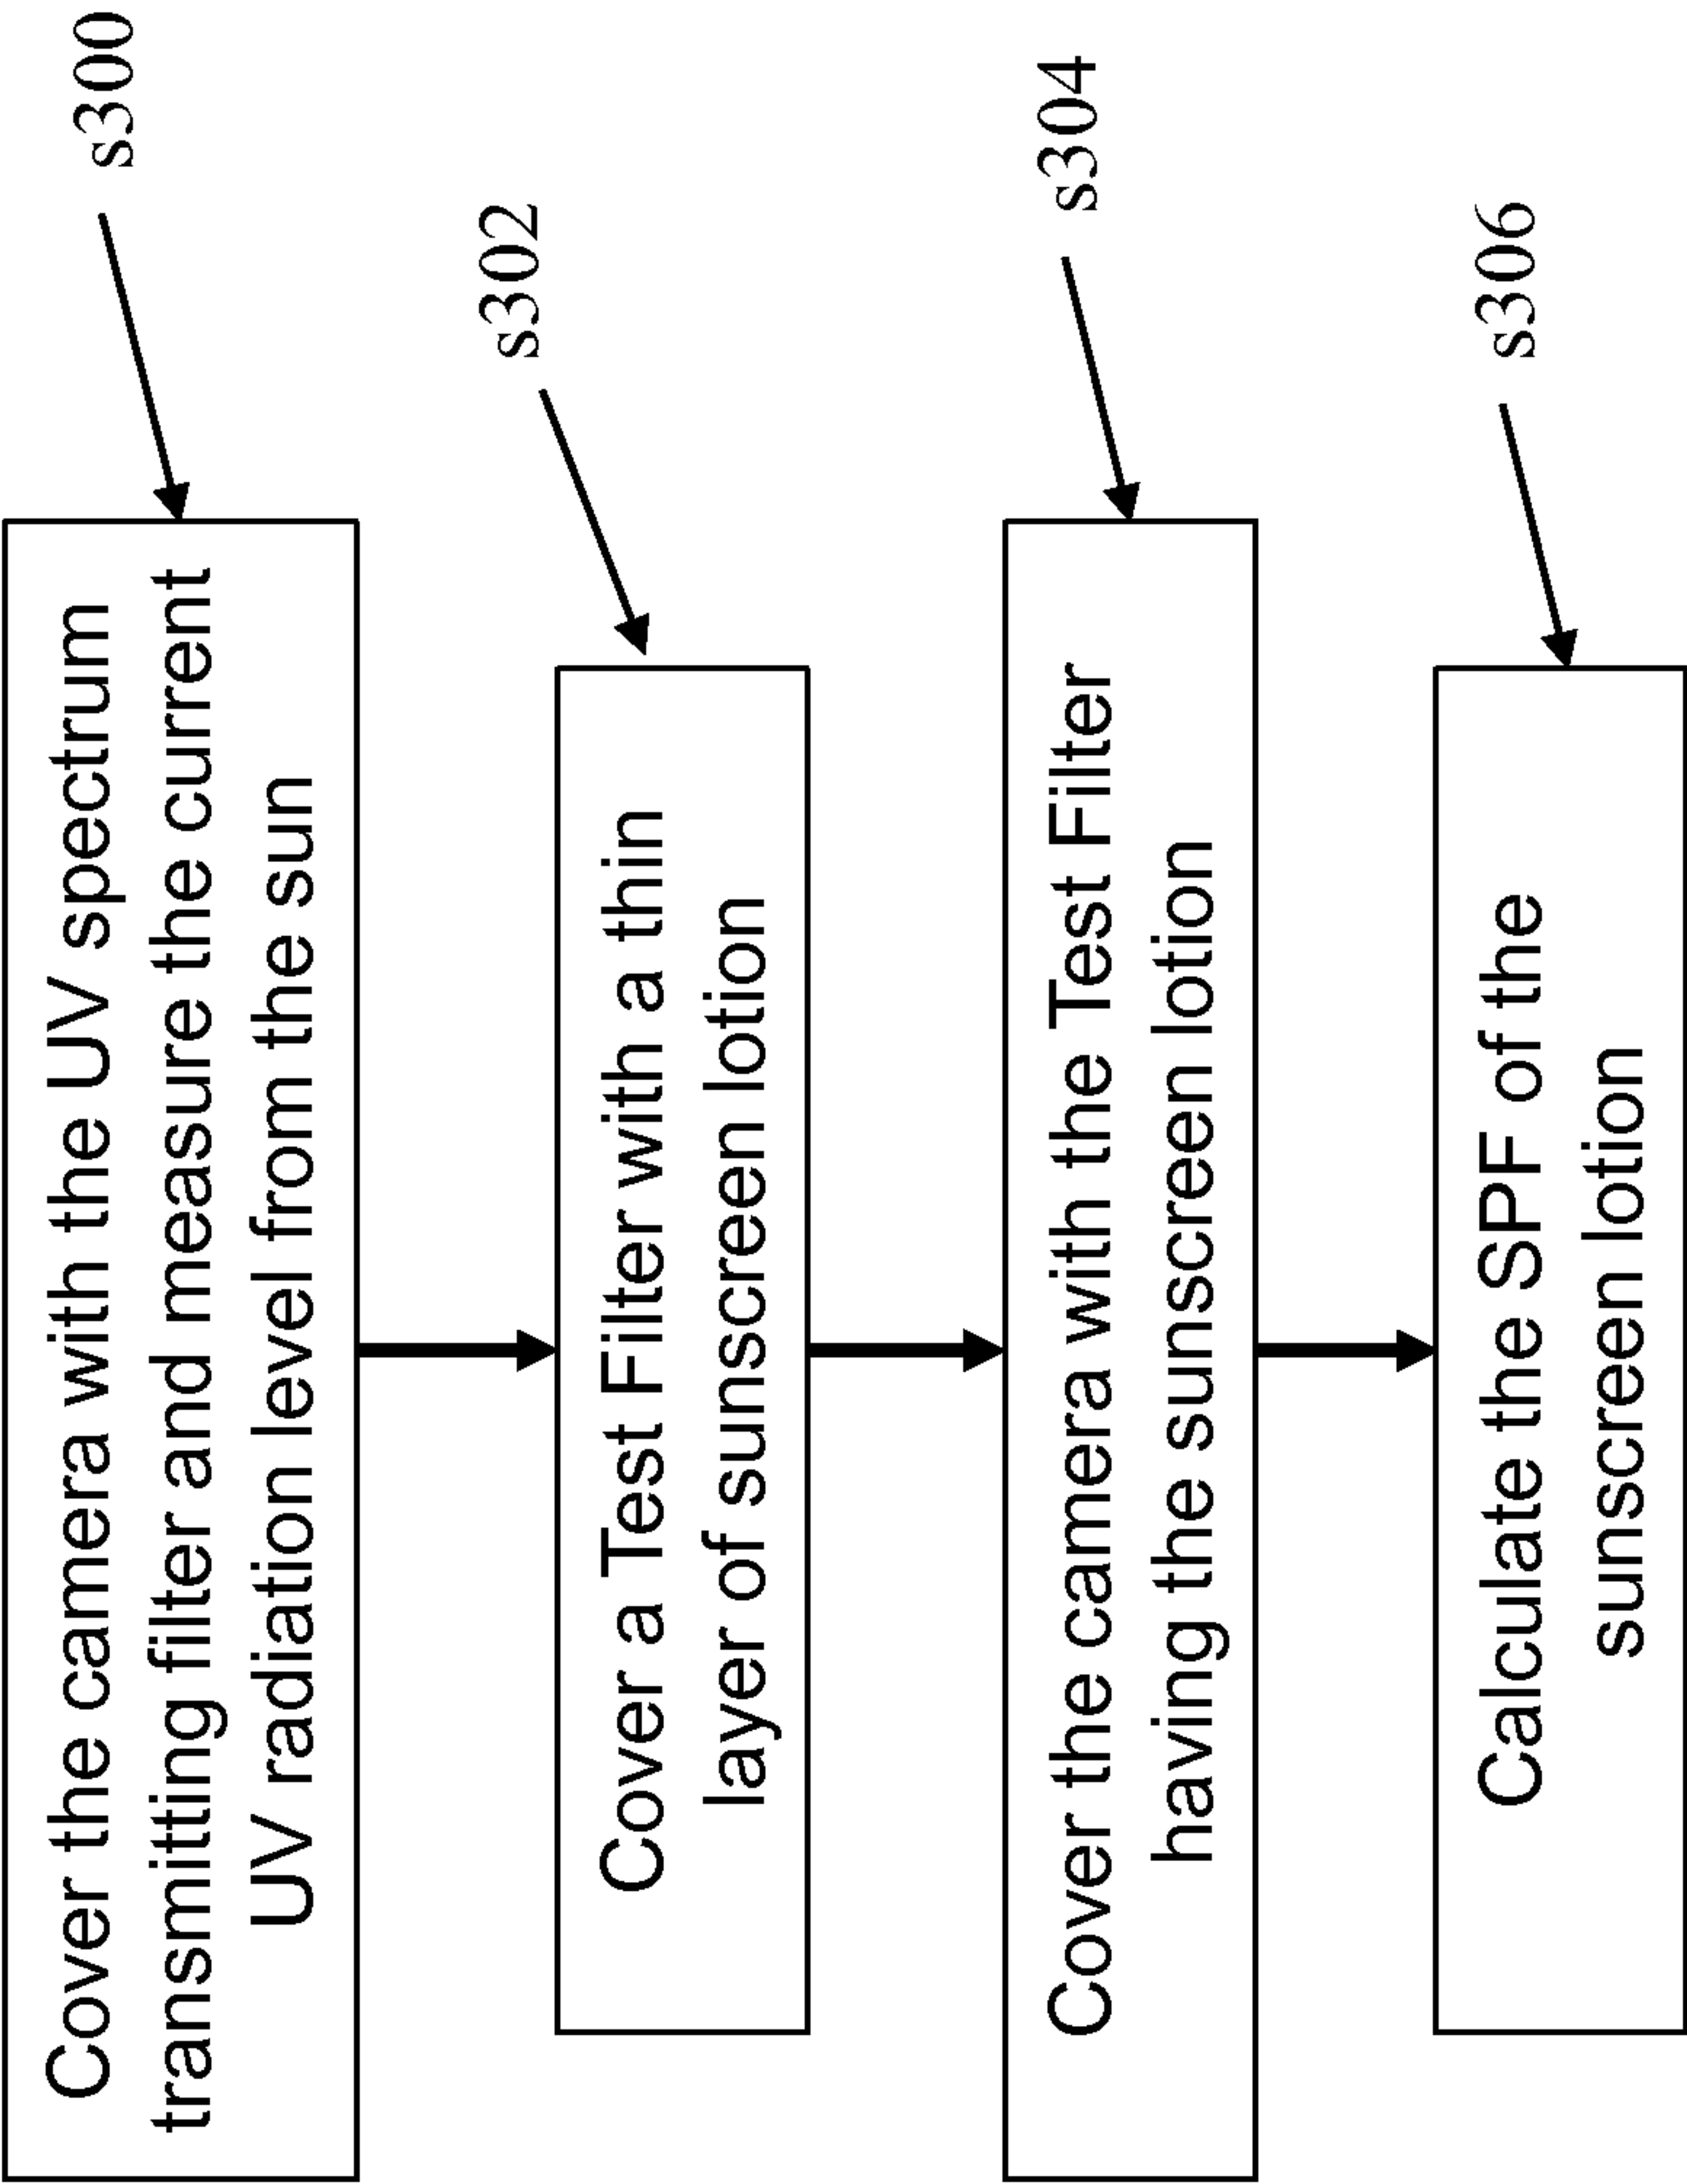 Cover the camera with the UV spectrum
transmitting filter and measure the current
UV radiation level from the sun
s300
Cover a Test Filter with a thin
layer of sunscreen lotion
s302
Cover the camera with the Test Filter
having the sunscreen lotion
s304
Calculate the SPF of the
sunscreen lotion
s306